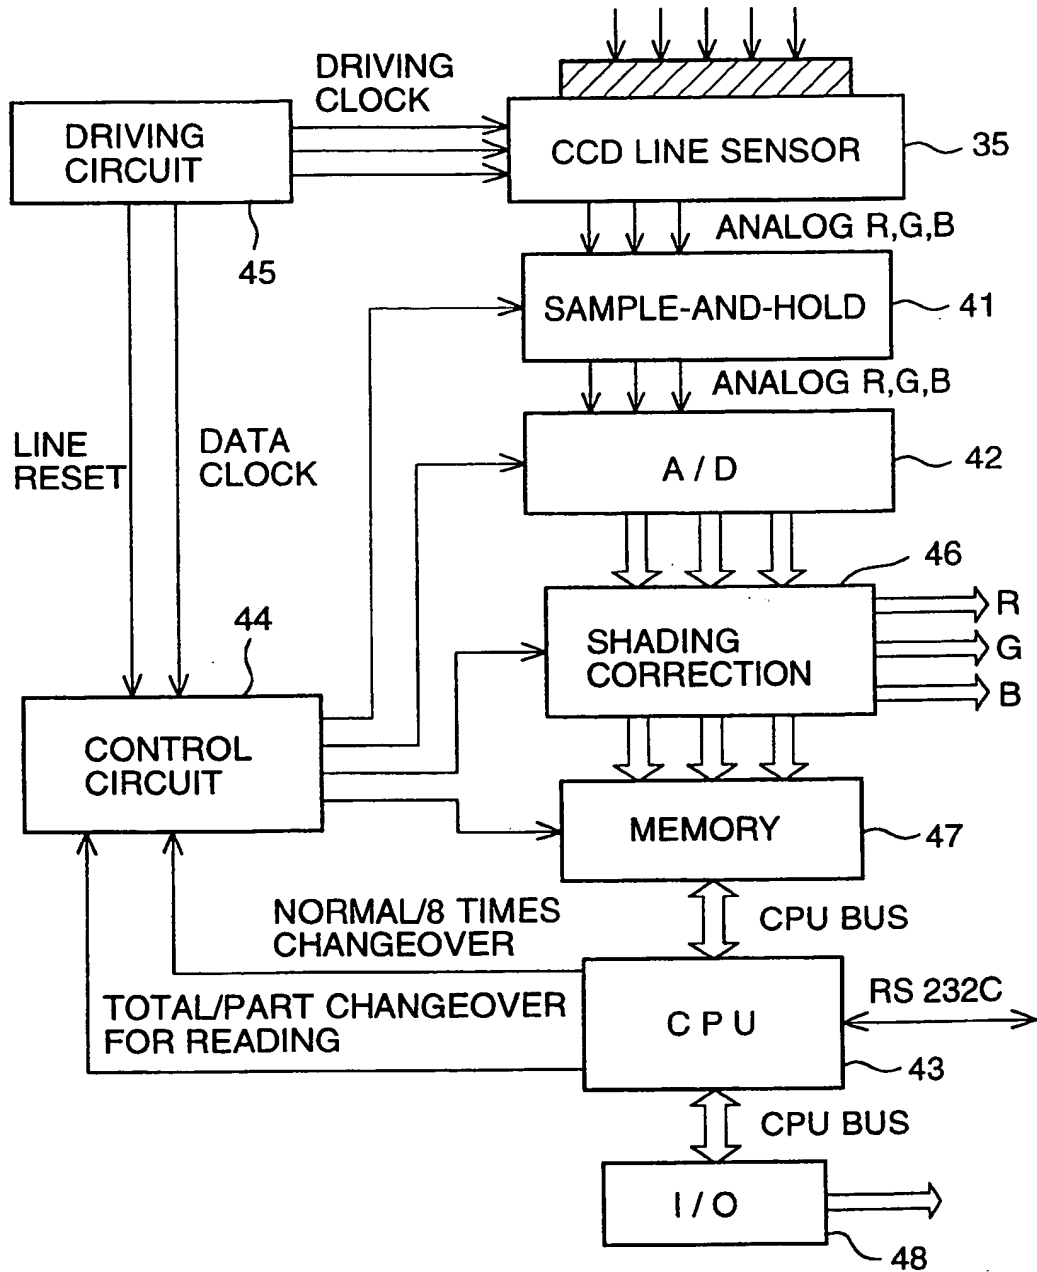 DRIVING
CLOCK
DRIVING
CIRCUIT
CCD LINE SENSOR
35
45
ANALOG R,G,B
SAMPLE-AND-HOLD
41
ANALOG R,G,B
LINE
RESET
DATA
CLOCK
A / D
42
46
44
SHADING
CORRECTION
R
G
B
CONTROL
CIRCUIT
MEMORY
47
NORMAL/8 TIMES
CHANGEOVER
CPU BUS
TOTAL/PART CHANGEOVER
FOR READING
C P U
RS 232C
43
CPU BUS
I / O
48